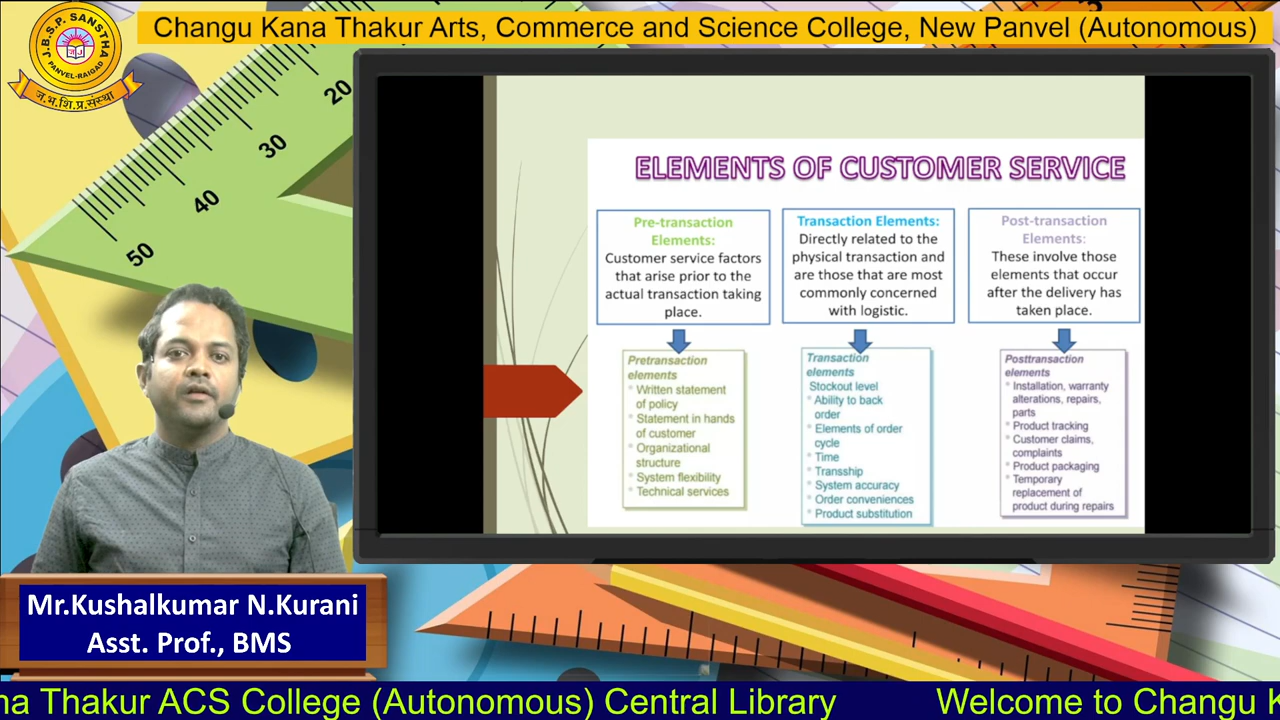 Changu Kana Thakur Arts, Commerce and Science College, New Panvel (Autonomous)
J.B.S.P. SANSTHA
PANVEL-RAIGAD
ज.भ.शि.प्र.संस्था
20
30
40
50
ELEMENTS OF CUSTOMER SERVICE
Pre-transaction
Elements:
Customer service factors
that arise prior to the
actual transaction taking
place.
Transaction Elements:
Directly related to the
physical transaction and
are those that are most
commonly concerned
with logistic.
Post-transaction
Elements:
These involve those
elements that occur
after the delivery has
taken place.
Pretransaction
elements
* Written statement
of policy
* Statement in hands
of customer
* Organizational
structure
* System flexibility
* Technical services
Transaction
elements
Stockout level
* Ability to back
order
* Elements of order
cycle
* Time
* Transship
* System accuracy
* Order conveniences
* Product substitution
Posttransaction
elements
* Installation, warranty
alterations, repairs,
parts
* Product tracking
* Customer claims,
complaints
* Product packaging
* Temporary
replacement of
product during repairs
Mr.Kushalkumar N.Kurani
Asst. Prof., BMS
na Thakur ACS College (Autonomous) Central Library Welcome to Changu K